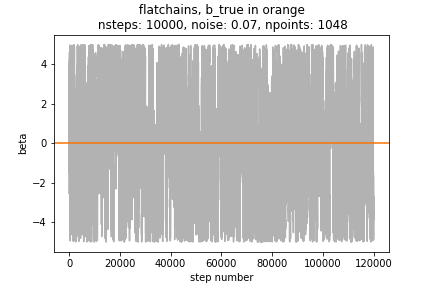 flatchains, b_true in orange
nsteps: 10000, noise: 0.07, npoints: 1048
4
2
0
−2
−4
beta
0 20000 40000 60000 80000 100000 120000
step number